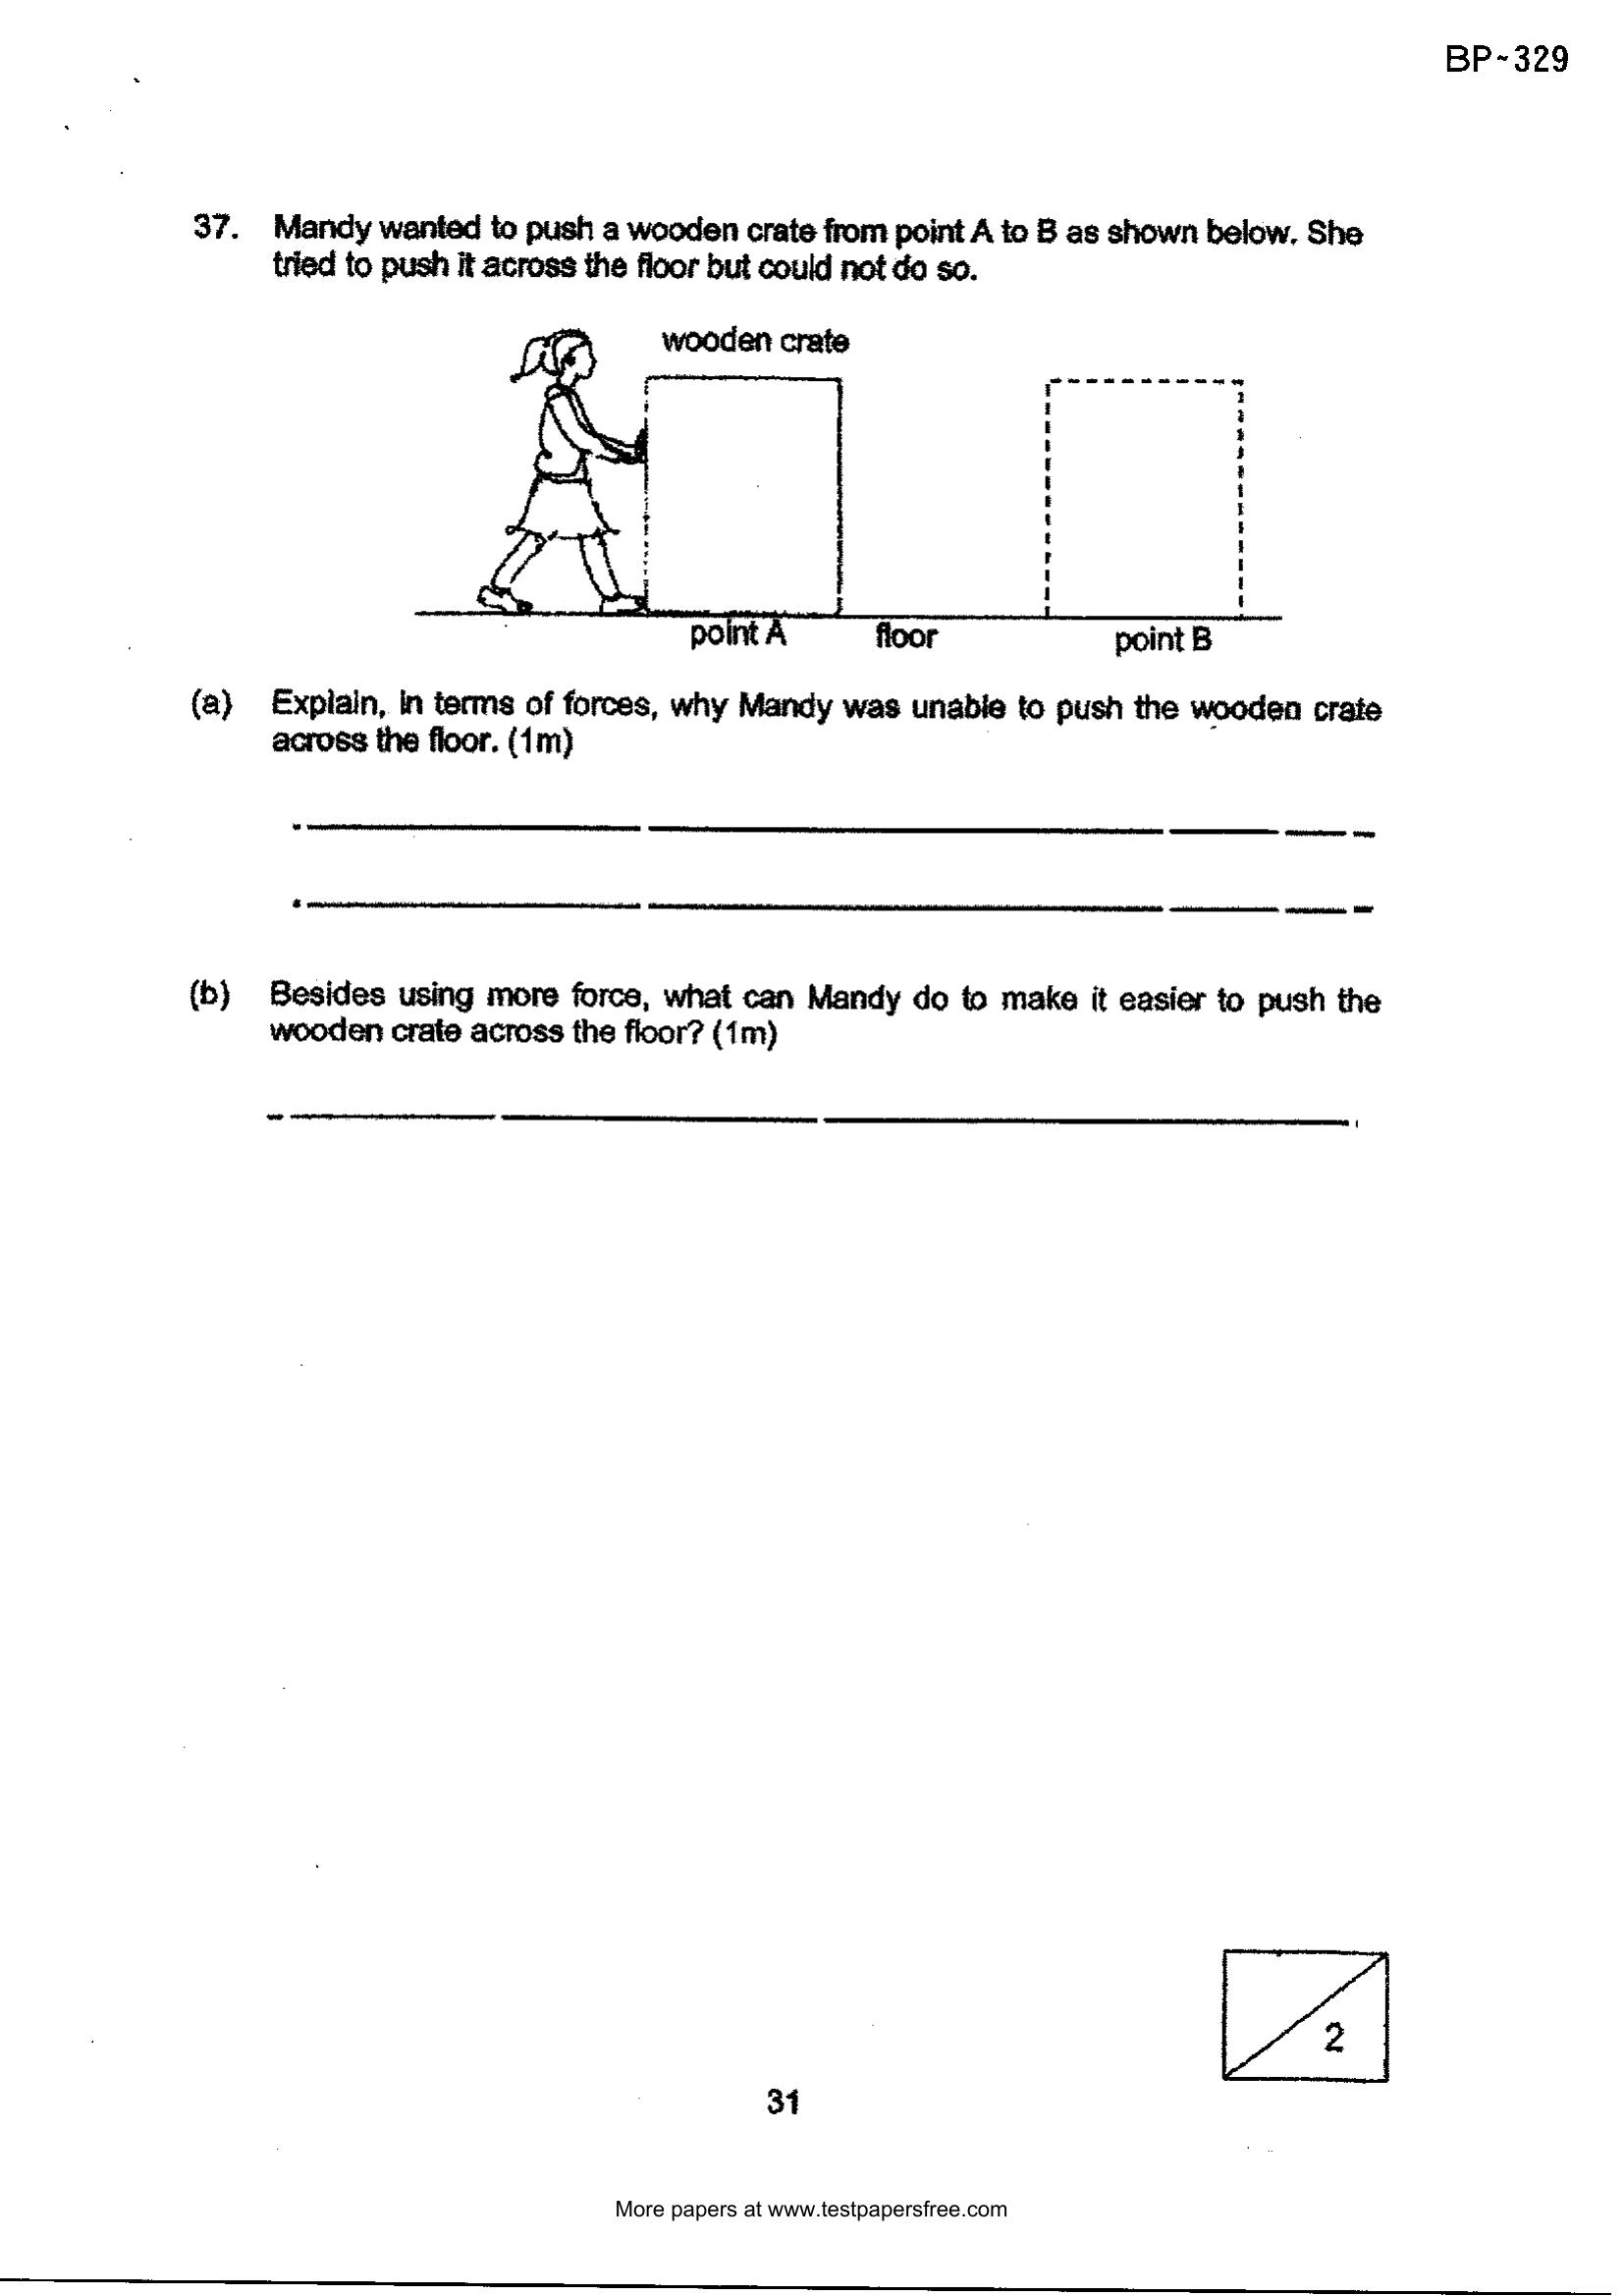 BP~329
37. Mandy wanted to push a wooden crate from point A to B as shown below. She
tried to push it across the floor but could not do so.
wooden crate
point A floor point B
(a) Explain, in terms of forces, why Mandy was unable to push the wooden crate
across the floor. (1m)
(b) Besides using more force, what can Mandy do to make it easier to push the
wooden crate across the floor? (1m)
2
31
More papers at www.testpapersfree.com